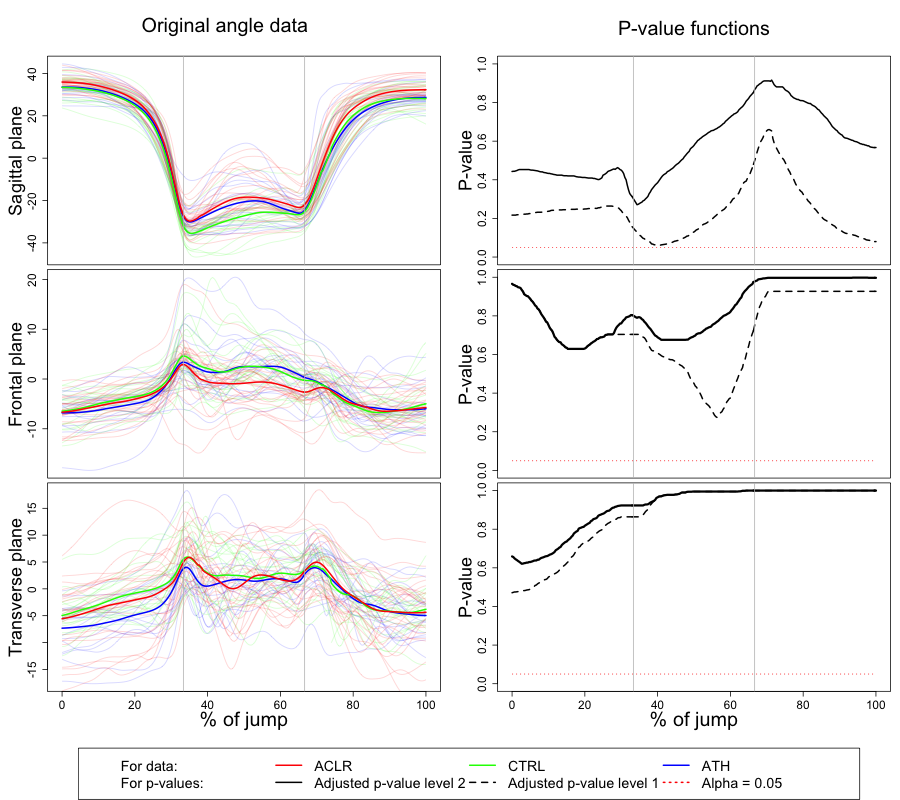 Original angle data
P-value functions
Sagittal plane
40
20
0
-20
-40
P-value
1.0
0.8
0.6
0.4
0.2
0.0
Frontal plane
20
10
0
-10
P-value
1.0
0.8
0.6
0.4
0.2
0.0
Transverse plane
15
10
5
0
-5
-15
P-value
1.0
0.8
0.6
0.4
0.2
0.0
0 20 40 60 80 100
% of jump
0 20 40 60 80 100
% of jump
For data: ACLR CTRL ATH
For p-values: Adjusted p-value level 2 Adjusted p-value level 1 Alpha = 0.05